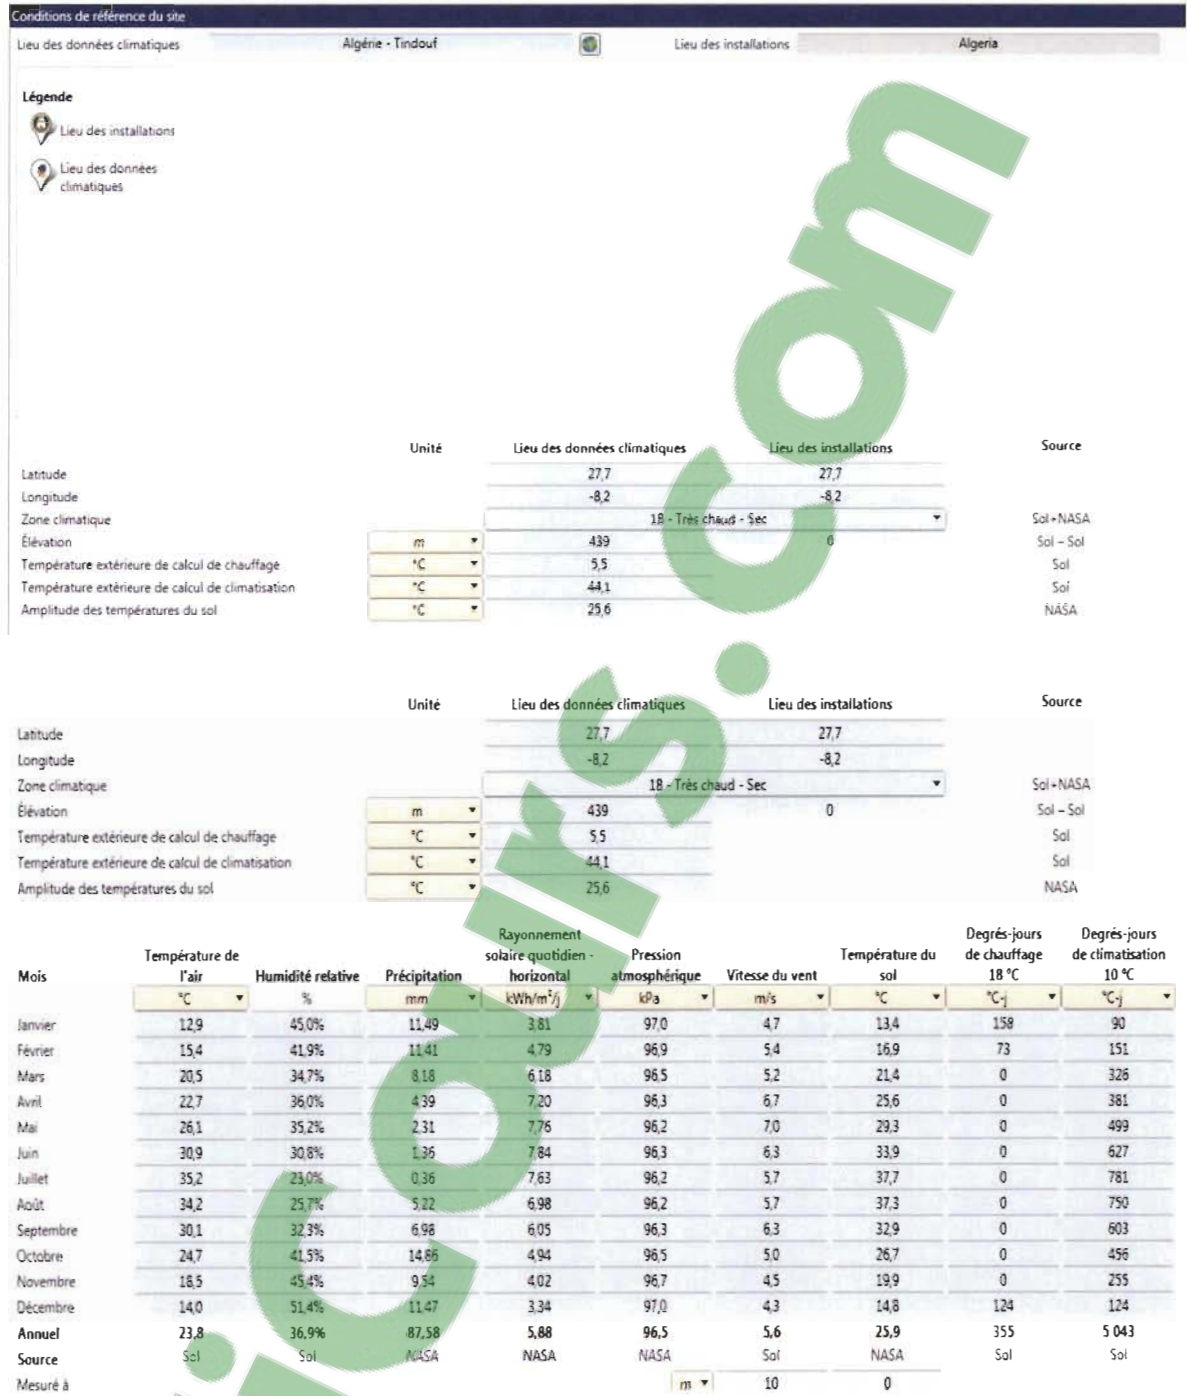 Conditions de référence du site
Lieu des données climatiques Algérie - Tindouf Lieu des installations Algeria
Légende
Lieu des installations
Lieu des données
climatiques
Unité Lieu des données climatiques Lieu des installations Source
Latitude 27,7 27,7
Longitude -8,2 -8,2
Zone climatique 1B - Très chaud - Sec Sol+NASA
Élévation m 439 0 Sol – Sol
Température extérieure de calcul de chauffage °C 5,5 Sol
Température extérieure de calcul de climatisation °C 44,1 Sol
Amplitude des températures du sol °C 25,6 NASA
Unité Lieu des données climatiques Lieu des installations Source
Latitude 27,7 27,7
Longitude -8,2 -8,2
Zone climatique 1B - Très chaud - Sec Sol+NASA
Élévation m 439 0 Sol – Sol
Température extérieure de calcul de chauffage °C 5,5 Sol
Température extérieure de calcul de climatisation °C 44,1 Sol
Amplitude des températures du sol °C 25,6 NASA
Rayonnement Degrés-jours Degrés-jours
Température de solaire quotidien - Pression Température du de chauffage de climatisation
Mois l'air Humidité relative Précipitation horizontal atmosphérique Vitesse du vent sol 18 °C 10 °C
°C % mm kWh/m²/j kPa m/s °C °C-j °C-j
Janvier 12,9 45,0% 11,49 3,81 97,0 4,7 13,4 158 90
Février 15,4 41,9% 11,41 4,79 96,9 5,4 16,9 73 151
Mars 20,5 34,7% 8,18 6,18 96,5 5,2 21,4 0 326
Avril 22,7 36,0% 4,39 7,20 96,3 6,7 25,6 0 381
Mai 26,1 35,2% 2,31 7,76 96,2 7,0 29,3 0 499
Juin 30,9 30,8% 1,36 7,84 96,3 6,3 33,9 0 627
Juillet 35,2 23,0% 0,36 7,63 96,2 5,7 37,7 0 781
Août 34,2 25,7% 5,22 6,98 96,2 5,7 37,3 0 750
Septembre 30,1 32,3% 6,98 6,05 96,3 6,3 32,9 0 603
Octobre 24,7 41,5% 14,86 4,94 96,5 5,0 26,7 0 456
Novembre 18,5 45,4% 9,54 4,02 96,7 4,5 19,9 0 255
Décembre 14,0 51,4% 11,47 3,34 97,0 4,3 14,8 124 124
Annuel 23,8 36,9% 87,58 5,88 96,5 5,6 25,9 355 5 043
Source Sol Sol NASA NASA NASA Sol NASA Sol Sol
Mesuré à m 10 0
iCours.com